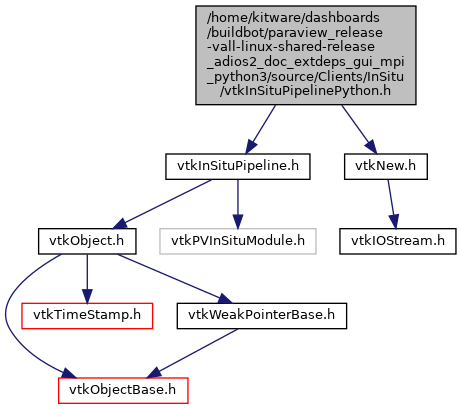 /home/kitware/dashboards
/buildbot/paraview_release
-vall-linux-shared-release
_adios2_doc_extdeps_gui_mpi
_python3/source/Clients/InSitu
/vtkInSituPipelinePython.h
vtkInSituPipeline.h
vtkNew.h
vtkObject.h
vtkPVInSituModule.h
vtkIOStream.h
vtkTimeStamp.h
vtkWeakPointerBase.h
vtkObjectBase.h